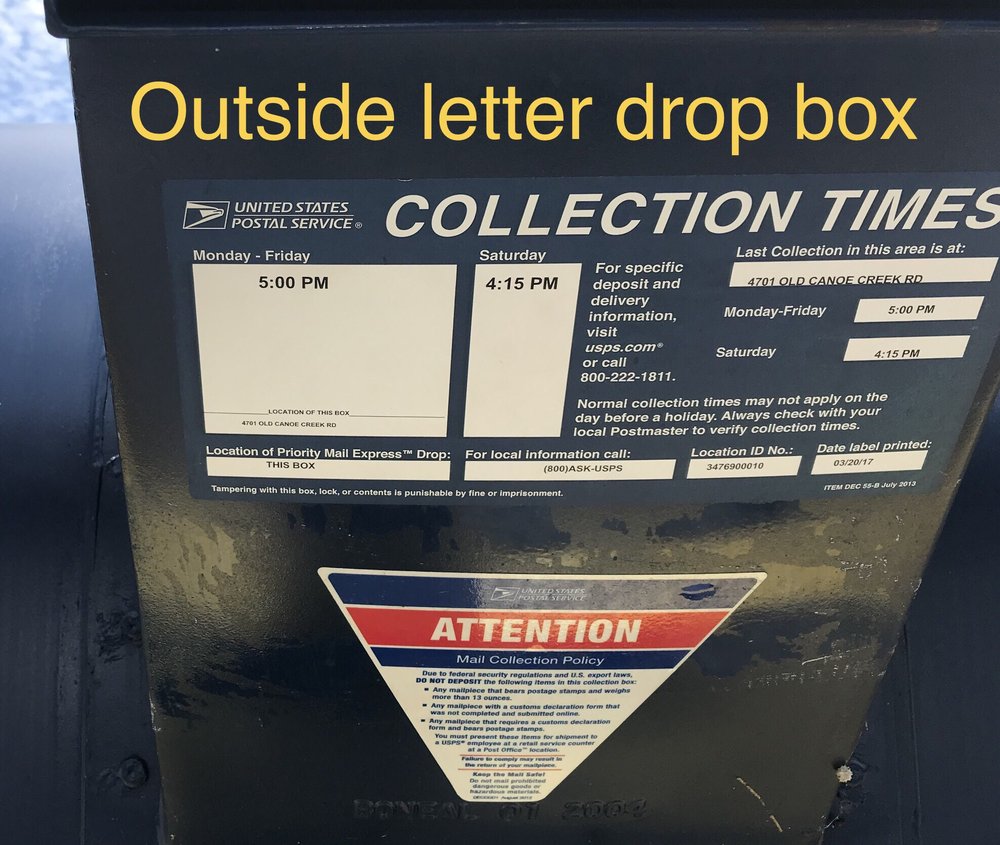 Outside letter drop box
UNITED STATES
POSTAL SERVICE®
COLLECTION TIMES
Monday - Friday
5:00 PM
LOCATION OF THIS BOX
4701 OLD CANOE CREEK RD
Saturday
4:15 PM
For specific
deposit and
delivery
information,
visit
usps.com®
or call
800-222-1811.
Last Collection in this area is at:
4701 OLD CANOE CREEK RD
Monday-Friday
5:00 PM
Saturday
4:15 PM
Normal collection times may not apply on the
day before a holiday. Always check with your
local Postmaster to verify collection times.
Location of Priority Mail Express™ Drop:
THIS BOX
For local information call:
(800)ASK-USPS
Location ID No.:
3476900010
Date label printed:
03/20/17
Tampering with this box, lock, or contents is punishable by fine or imprisonment.
ITEM DEC 55-B July 2013
UNITED STATES
POSTAL SERVICE
ATTENTION
Mail Collection Policy
Due to federal security regulations and U.S. export laws,
DO NOT DEPOSIT the following items in this collection box:
Any mailpiece that bears postage stamps and weighs
more than 13 ounces.
Any mailpiece with a customs declaration form that
was not completed and submitted online.
Any mailpiece that requires a customs declaration
form and bears postage stamps.
You must present these items for shipment to
a USPS® employee at a retail service counter
at a Post Office™ location.
Failure to comply may result in
the return of your mailpiece.
Keep the Mail Safe!
Do not mail prohibited
dangerous goods or
hazardous materials.